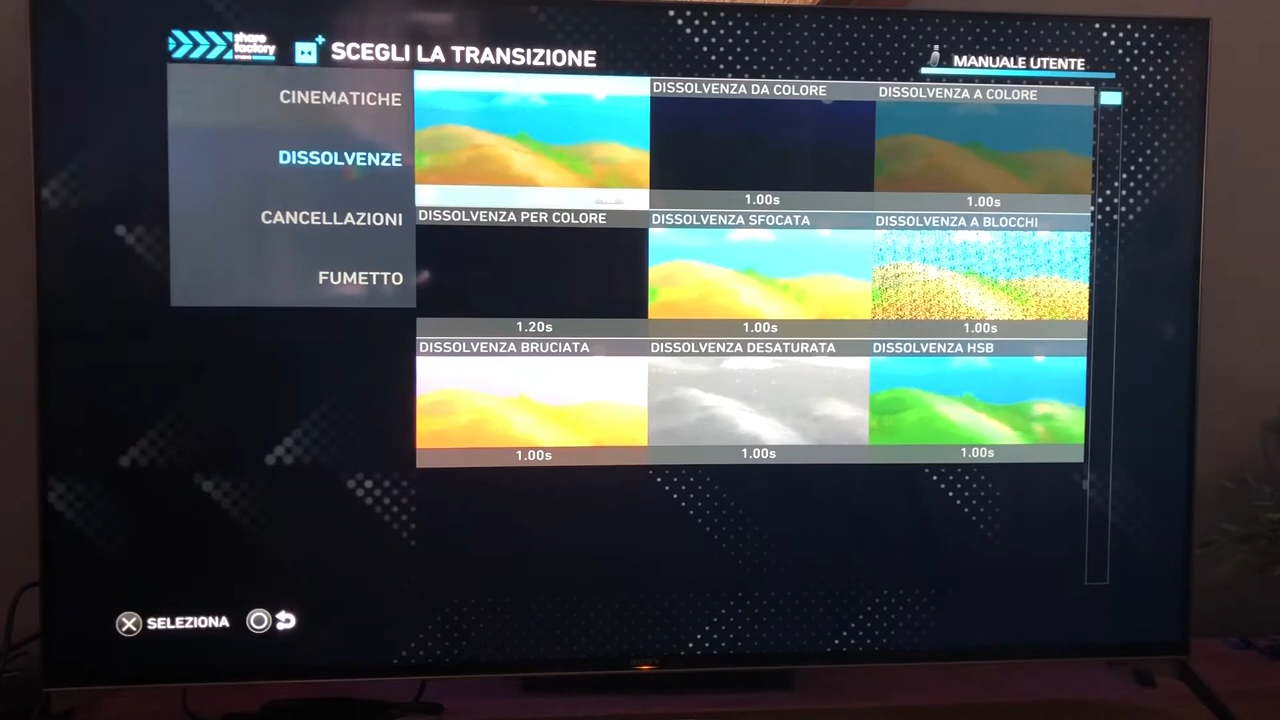 share
factory
SCEGLI LA TRANSIZIONE
MANUALE UTENTE
CINEMATICHE
DISSOLVENZE
CANCELLAZIONI
FUMETTO
DISSOLVENZA DA COLORE
DISSOLVENZA A COLORE
1.00s
1.00s
DISSOLVENZA PER COLORE
DISSOLVENZA SFOCATA
DISSOLVENZA A BLOCCHI
1.20s
1.00s
1.00s
DISSOLVENZA BRUCIATA
DISSOLVENZA DESATURATA
DISSOLVENZA HSB
1.00s
1.00s
1.00s
SELEZIONA